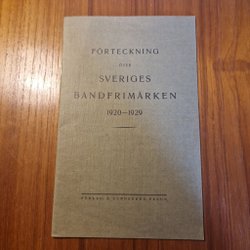 FÖRTECKNING
ÖVER
SVERIGES
BANDFRIMÄRKEN
1920—1929